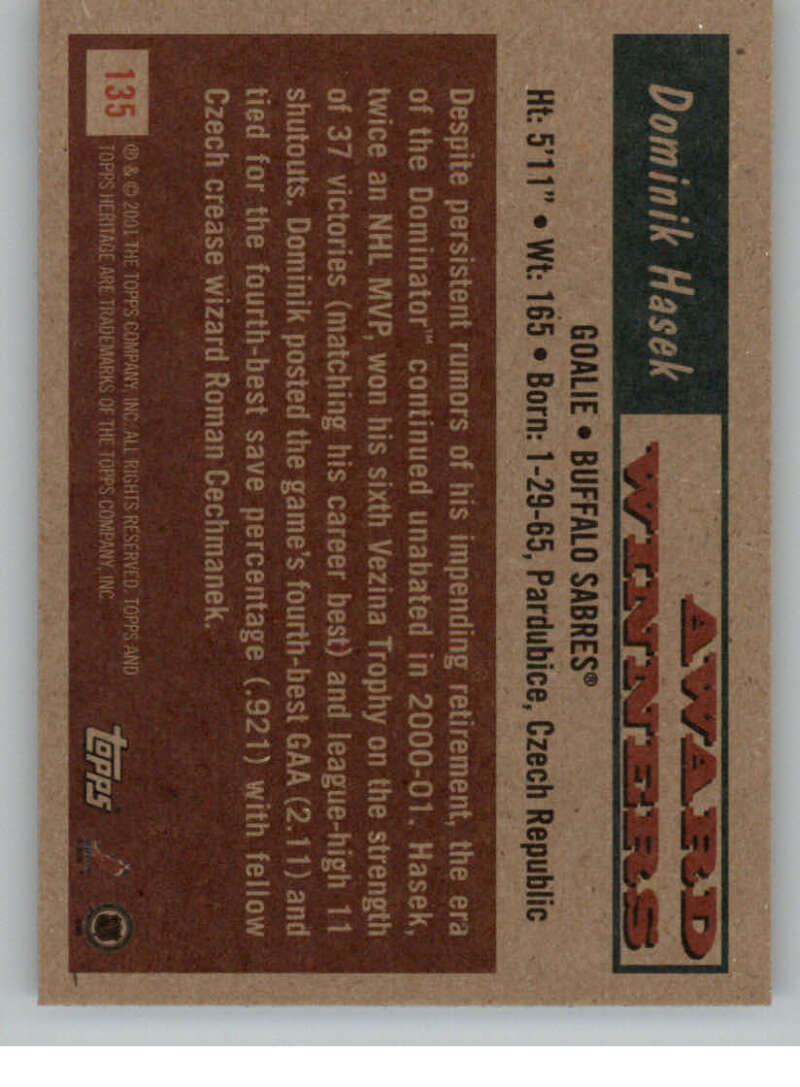 Dominik Hasek
AWARD
WINNERS
GOALIE • BUFFALO SABRES®
Ht: 5'11" • Wt: 165 • Born: 1-29-65, Pardubice, Czech Republic
Despite persistent rumors of his impending retirement, the era
of the Dominator™ continued unabated in 2000-01. Hasek,
twice an NHL MVP, won his sixth Vezina Trophy on the strength
of 37 victories (matching his career best) and league-high 11
shutouts. Dominik posted the game's fourth-best GAA (2.11) and
tied for the fourth-best save percentage (.921) with fellow
Czech crease wizard Roman Cechmanek.
135
® & © 2001 THE TOPPS COMPANY, INC. ALL RIGHTS RESERVED. TOPPS AND
TOPPS HERITAGE ARE TRADEMARKS OF THE TOPPS COMPANY, INC.
topps